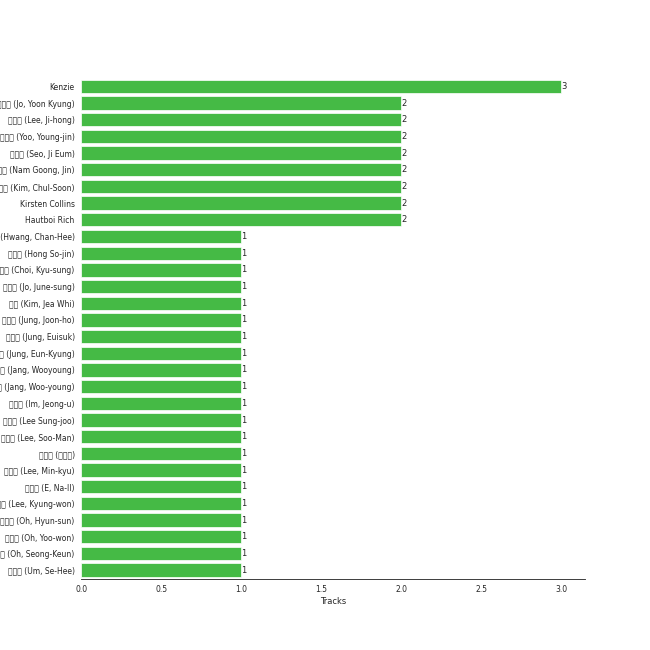 Kenzie 3
(Jo, Yoon Kyung) 2
(Lee, Ji-hong) 2
(Yoo, Young-jin) 2
(Seo, Ji Eum) 2
(Nam Goong, Jin) 2
(Kim, Chul-Soon) 2
Kirsten Collins 2
Hautboi Rich 2
(Hwang, Chan-Hee) 1
(Hong So-jin) 1
(Choi, Kyu-sung) 1
(Jo, June-sung) 1
(Kim, Jea Whi) 1
(Jung, Joon-ho) 1
(Jung, Euisuk) 1
(Jung, Eun-Kyung) 1
(Jang, Wooyoung) 1
(Jang, Woo-young) 1
(Im, Jeong-u) 1
(Lee Sung-joo) 1
(Lee, Soo-Man) 1
1
(Lee, Min-kyu) 1
(E, Na-Il) 1
(Lee, Kyung-won) 1
(Oh, Hyun-sun) 1
(Oh, Yoo-won) 1
(Oh, Seong-Keun) 1
(Um, Se-Hee) 1
0.0 0.5 1.0 1.5 2.0 2.5 3.0
Tracks